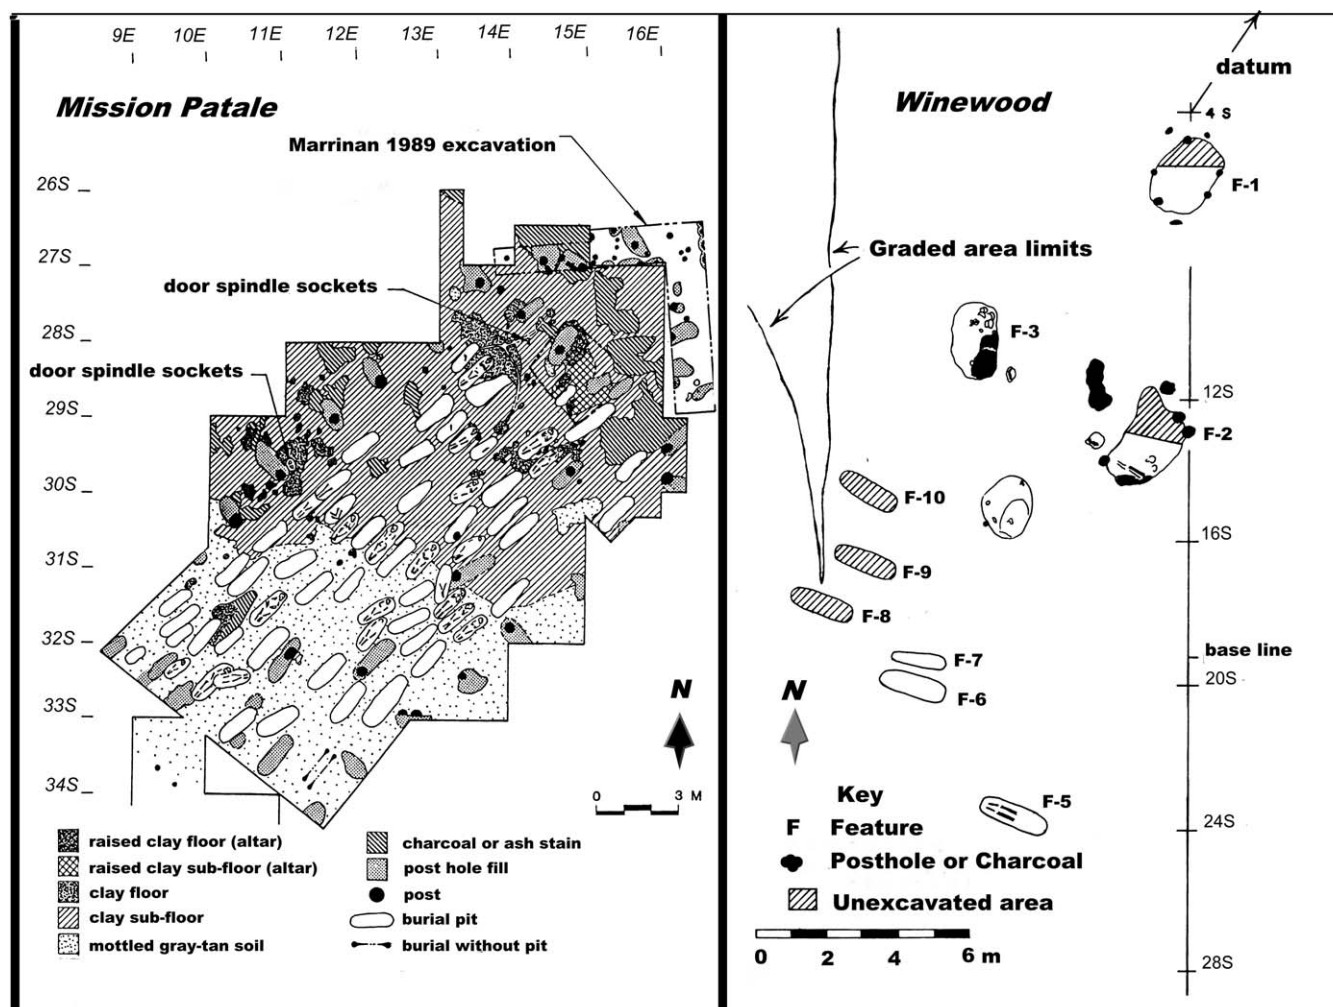 9E 10E 11E 12E 13E 14E 15E 16E
Mission Patale
Marrinan 1989 excavation
26S
27S
door spindle sockets
28S
door spindle sockets
29S
30S
31S
32S
33S
34S
N
0 3 M
raised clay floor (altar)
raised clay sub-floor (altar)
clay floor
clay sub-floor
mottled gray-tan soil
charcoal or ash stain
post hole fill
post
burial pit
burial without pit
datum
Winewood
4 S
F-1
Graded area limits
F-3
12S
F-2
F-10
16S
F-9
F-8
base line
F-7
20S
F-6
N
F-5
24S
Key
F Feature
Posthole or Charcoal
Unexcavated area
0 2 4 6 m
28S